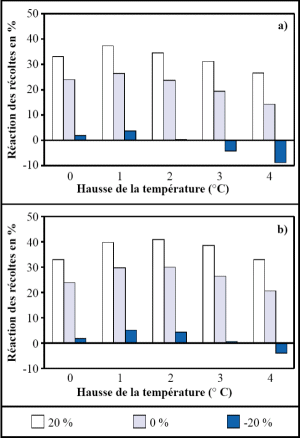 a)
Réaction des récoltes en %
50
40
30
20
10
0
-10
0 1 2 3 4
Hausse de la température (°C)
b)
Réaction des récoltes en %
50
40
30
20
10
0
-10
0 1 2 3 4
Hausse de la température (° C)
20 % 0 % -20 %